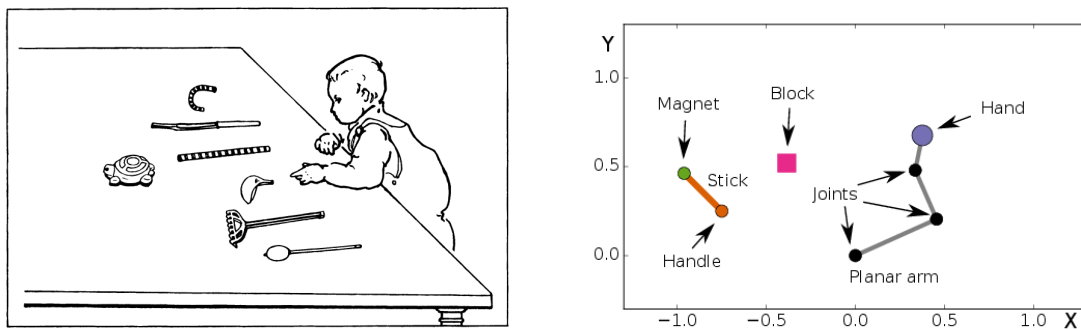 Y
1.0
0.5
0.0
Magnet
Block
Hand
Stick
Joints
Handle
Planar arm
−1.0
−0.5
0.0
0.5
1.0
X